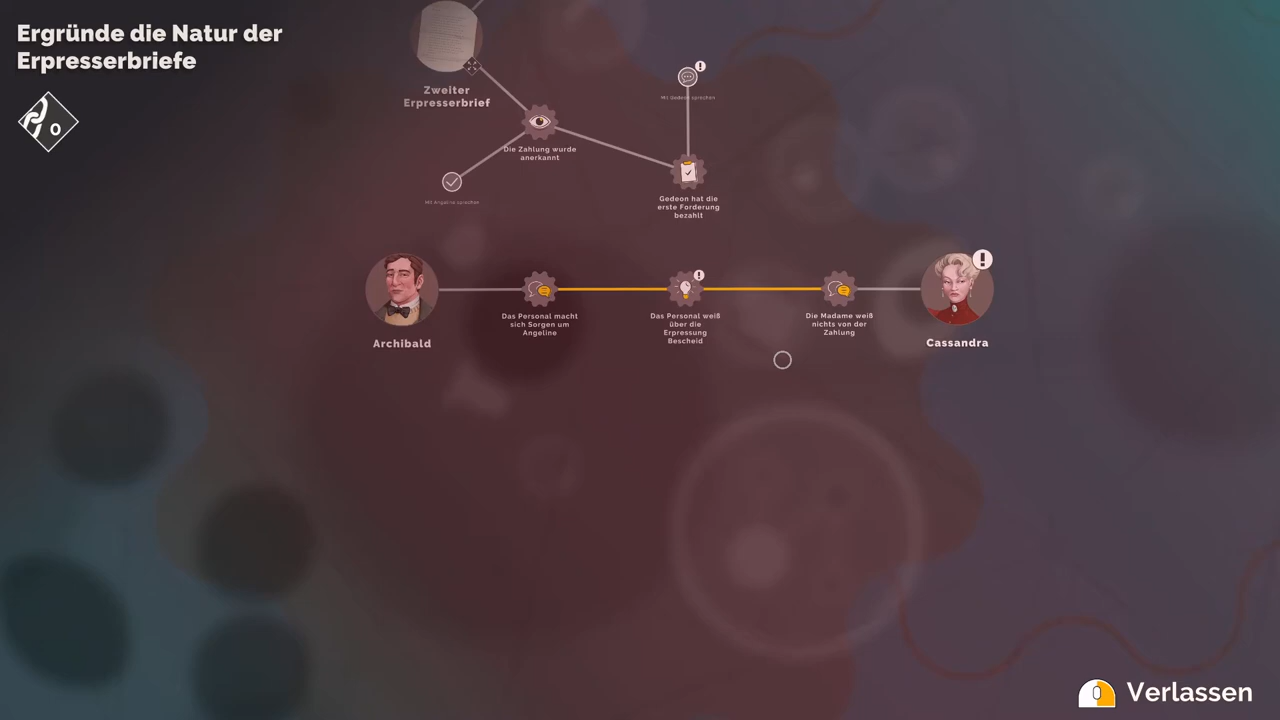 Ergründe die Natur der
Erpresserbriefe
0
Zweiter
Erpresserbrief
Mit Gedeon sprechen
Die Zahlung wurde
anerkannt
Mit Angeline sprechen
Gedeon hat die
erste Forderung
bezahlt
Archibald
Das Personal macht
sich Sorgen um
Angeline
Das Personal weiß
über die
Erpressung
Bescheid
Die Madame weiß
nichts von der
Zahlung
Cassandra
Verlassen